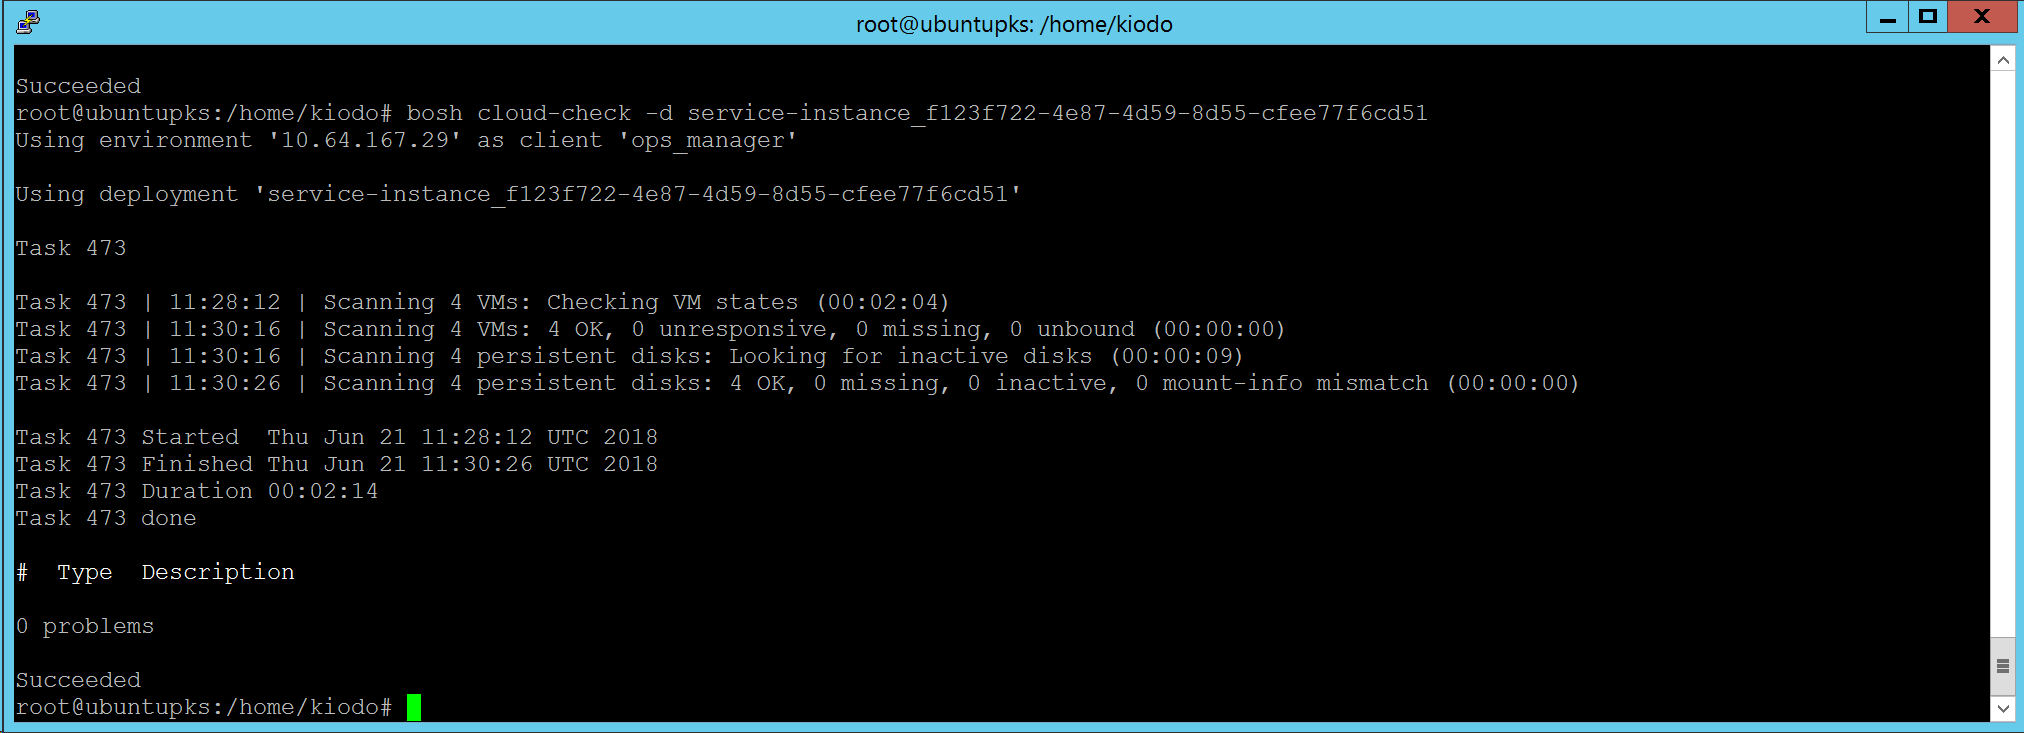 root@ubuntupks: /home/kiodo
Succeeded
root@ubuntupks:/home/kiodo# bosh cloud-check -d service-instance_f123f722-4e87-4d59-8d55-cfee77f6cd51
Using environment '10.64.167.29' as client 'ops_manager'
Using deployment 'service-instance_f123f722-4e87-4d59-8d55-cfee77f6cd51'
Task 473
Task 473 | 11:28:12 | Scanning 4 VMs: Checking VM states (00:02:04)
Task 473 | 11:30:16 | Scanning 4 VMs: 4 OK, 0 unresponsive, 0 missing, 0 unbound (00:00:00)
Task 473 | 11:30:16 | Scanning 4 persistent disks: Looking for inactive disks (00:00:09)
Task 473 | 11:30:26 | Scanning 4 persistent disks: 4 OK, 0 missing, 0 inactive, 0 mount-info mismatch (00:00:00)
Task 473 Started  Thu Jun 21 11:28:12 UTC 2018
Task 473 Finished Thu Jun 21 11:30:26 UTC 2018
Task 473 Duration 00:02:14
Task 473 done
#  Type  Description
0 problems
Succeeded
root@ubuntupks:/home/kiodo#